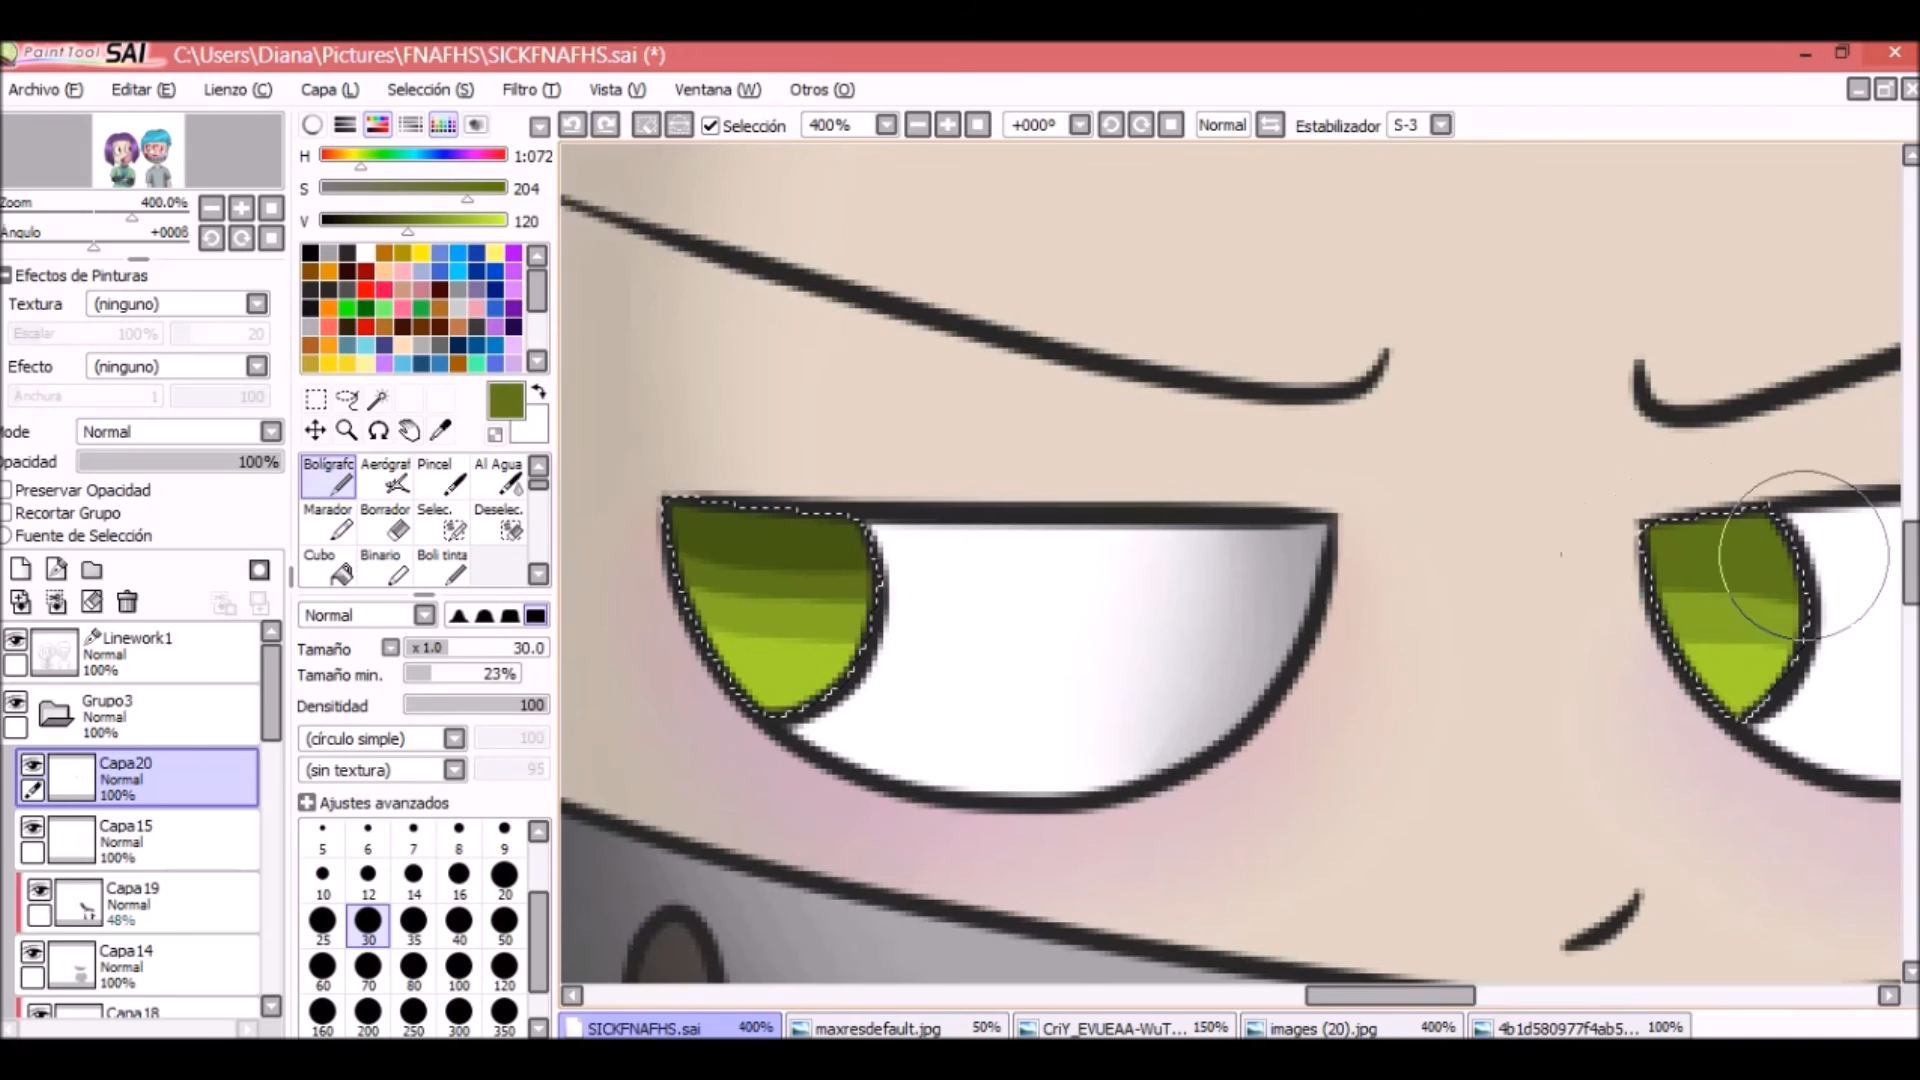 PaintTool SAI C:\Users\Diana\Pictures\FNAFHS\SICKFNAFHS.sai (*)
Archivo (F) Editar (E) Lienzo (C) Capa (L) Selección (S) Filtro (T) Vista (V) Ventana (W) Otros (O)
Selección 400% +000º Normal Estabilizador S-3
H 1:072
S 204
V 120
Zoom 400.0%
Angulo +0008
Efectos de Pinturas
Textura (ninguno)
Escalar 100% 20
Efecto (ninguno)
Anchura 1 100
Mode Normal
Opacidad 100%
Preservar Opacidad
Recortar Grupo
Fuente de Selección
Linework1
Normal
100%
Grupo3
Normal
100%
Capa20
Normal
100%
Capa15
Normal
100%
Capa19
Normal
48%
Capa14
Normal
100%
Capa18
Bolígrafo Aerógraf Pincel Al Agua
Marador Borrador Selec. Deselec.
Cubo Binario Boli tinta
Normal
Tamaño x 1.0 30.0
Tamaño min. 23%
Densitidad 100
(círculo simple) 100
(sin textura) 95
Ajustes avanzados
5 6 7 8 9
10 12 14 16 20
25 30 35 40 50
60 70 80 100 120
160 200 250 300 350
SICKFNAFHS.sai 400% maxresdefault.jpg 50% CriY_EVUEAA-WuT... 150% images (20).jpg 400% 4b1d580977f4ab5... 100%